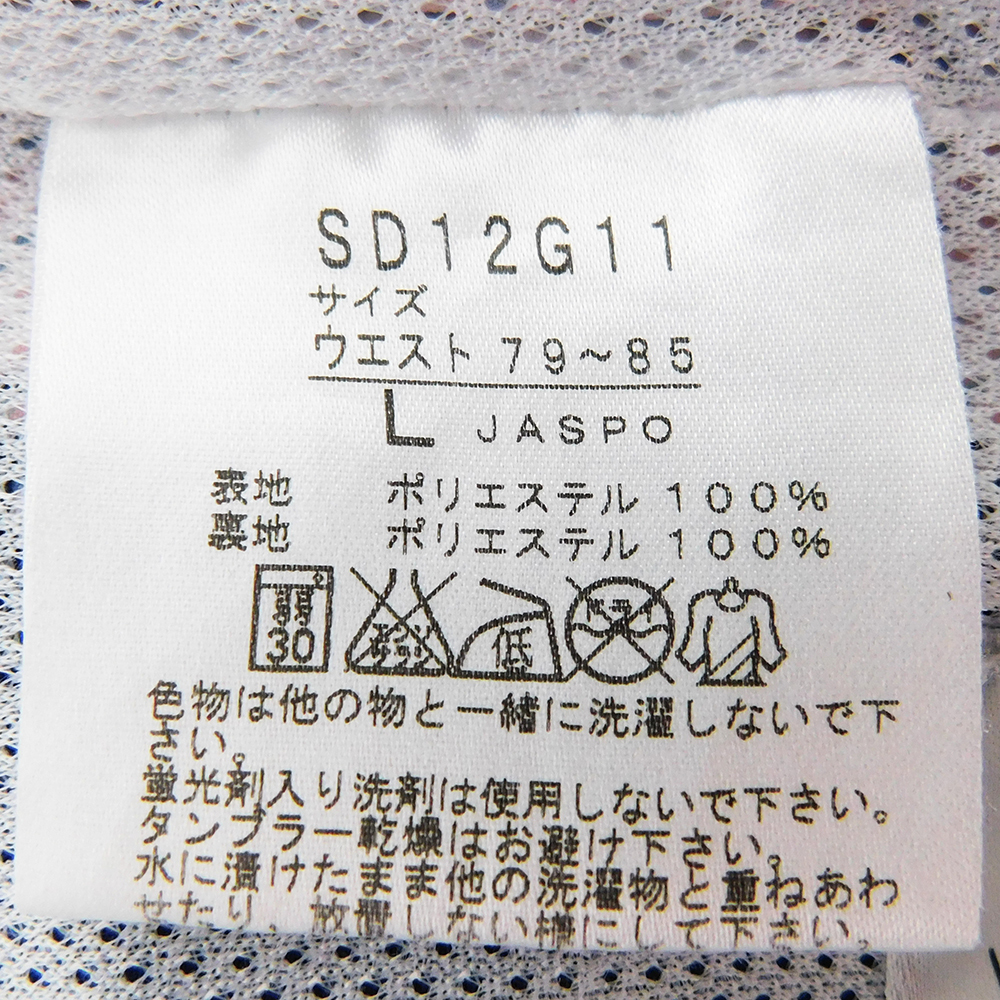 SD12G11
サイズ
ウエスト 79~85
L JASPO
表地 ポリエステル 100%
裏地 ポリエステル 100%
30
低
色物は他の物と一緒に洗濯しないで下
さい。
蛍光剤入り洗剤は使用しないで下さい。
タンブラー乾燥はお避け下さい。
水に漬けたまま他の洗濯物と重ねあわ
せたり、放置しない様にして下さい。